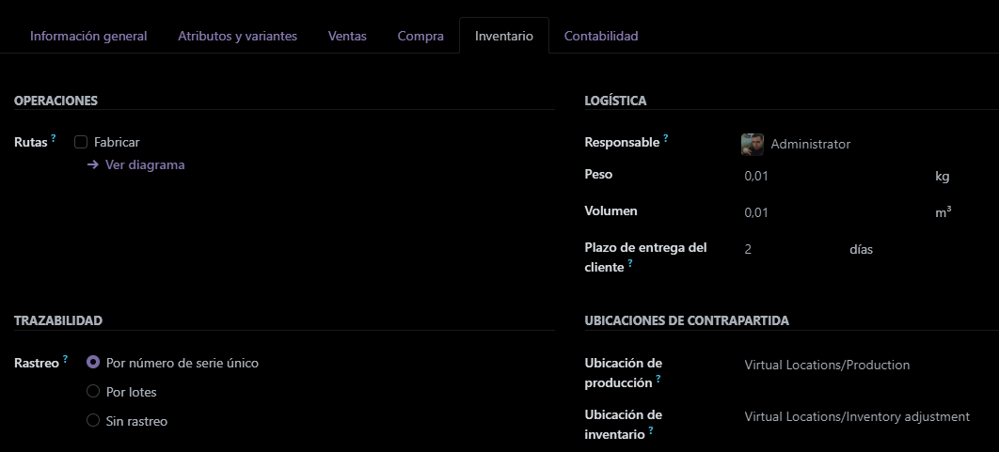 Información general Atributos y variantes Ventas Compra Inventario Contabilidad
OPERACIONES
Rutas ? Fabricar
Ver diagrama
LOGÍSTICA
Responsable ? Administrator
Peso 0,01 kg
Volumen 0,01 m³
Plazo de entrega del
cliente ? 2 días
TRAZABILIDAD
Rastreo ? Por número de serie único
Por lotes
Sin rastreo
UBICACIONES DE CONTRAPARTIDA
Ubicación de
producción ? Virtual Locations/Production
Ubicación de
inventario ? Virtual Locations/Inventory adjustment